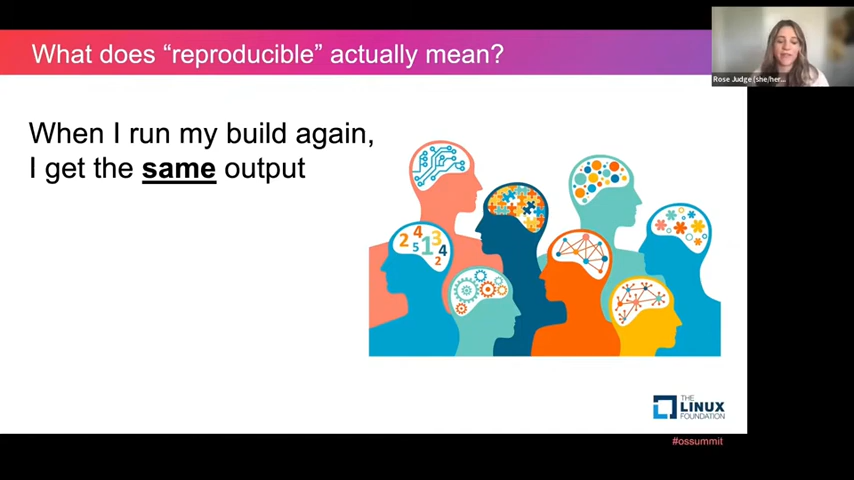 What does “reproducible” actually mean?
Rose Judge (she/her...
When I run my build again,
I get the same output
2 4 1 3 4
5 2
THE
LINUX
FOUNDATION
#ossummit